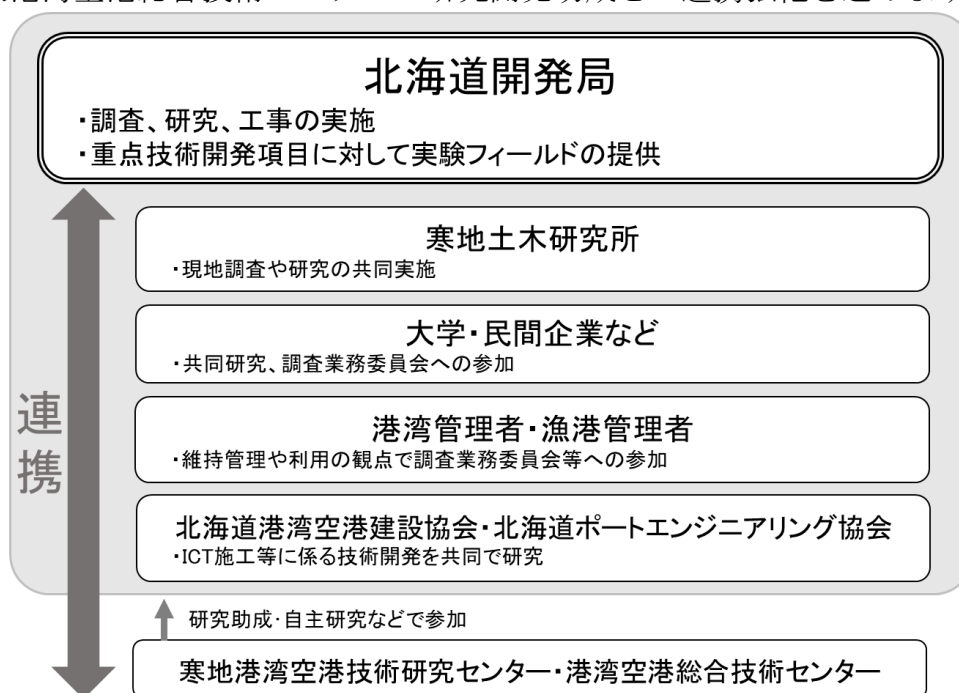 北海道開発局
・調査、研究、工事の実施
・重点技術開発項目に対して実験フィールドの提供
寒地土木研究所
・現地調査や研究の共同実施
大学・民間企業など
・共同研究、調査業務委員会への参加
港湾管理者・漁港管理者
・維持管理や利用の観点で調査業務委員会等への参加
北海道港湾空港建設協会・北海道ポートエンジニアリング協会
・ICT施工等に係る技術開発を共同で研究
連携
研究助成・自主研究などで参加
寒地港湾空港技術研究センター・港湾空港総合技術センター